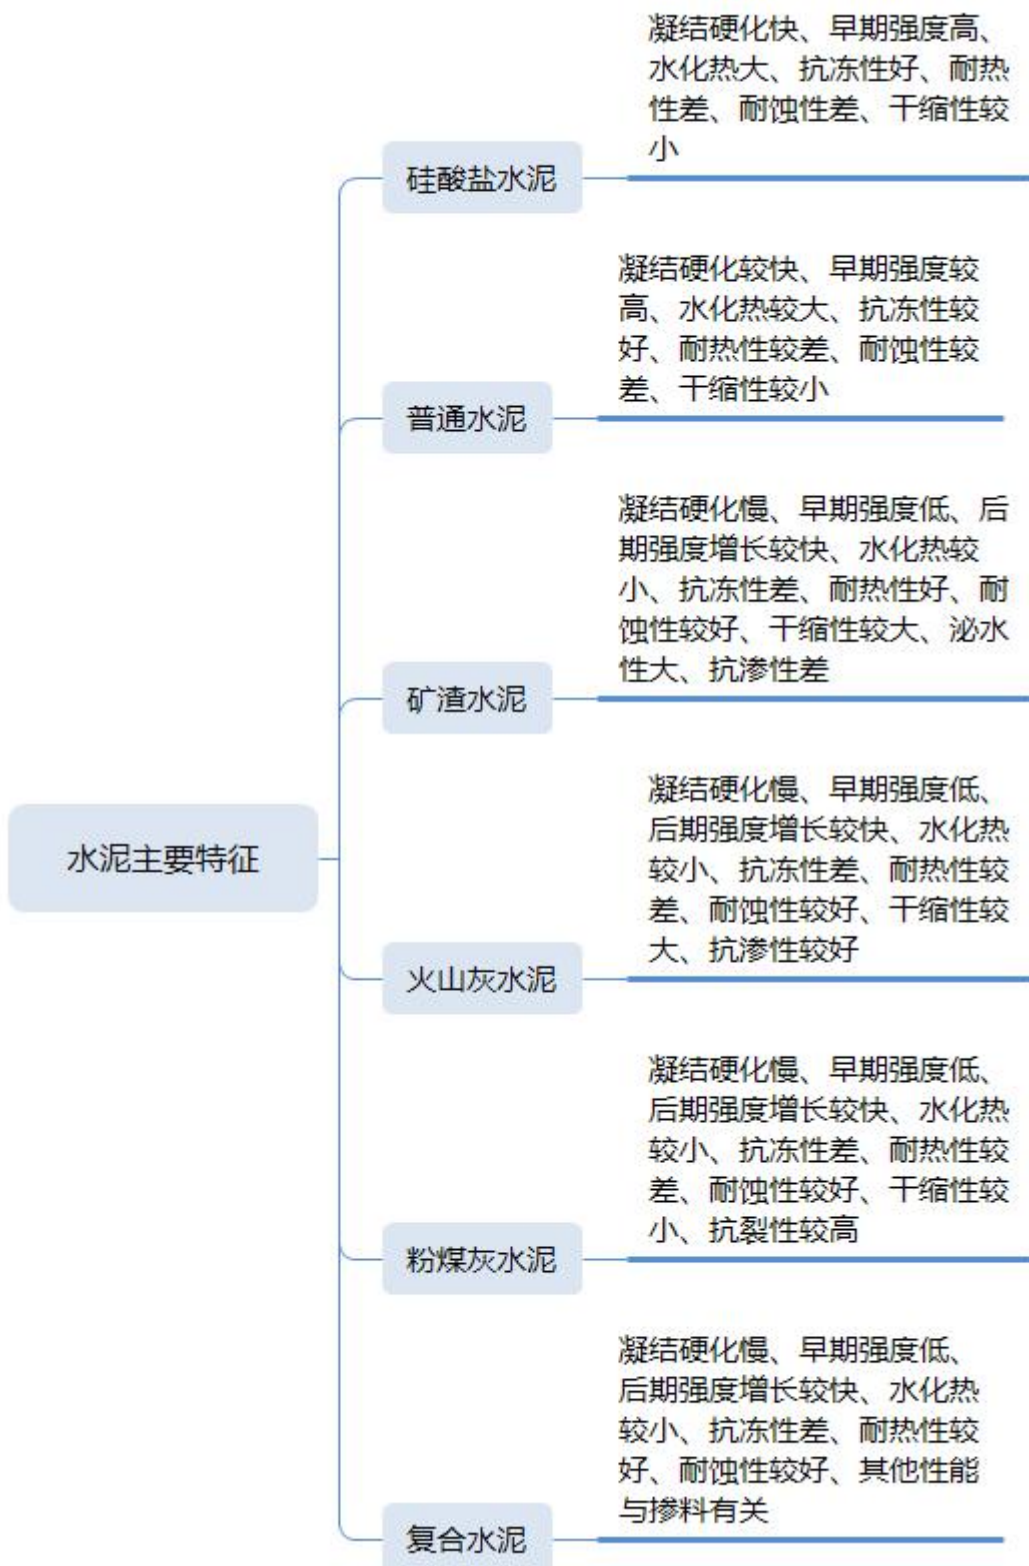 凝结硬化快、早期强度高、
水化热大、抗冻性好、耐热
性差、耐蚀性差、干缩性较
小
硅酸盐水泥
凝结硬化较快、早期强度较
高、水化热较大、抗冻性较
好、耐热性较差、耐蚀性较
差、干缩性较小
普通水泥
凝结硬化慢、早期强度低、后
期强度增长较快、水化热较
小、抗冻性差、耐热性好、耐
蚀性较好、干缩性较大、泌水
性大、抗渗性差
矿渣水泥
水泥主要特征
凝结硬化慢、早期强度低、
后期强度增长较快、水化热
较小、抗冻性差、耐热性较
差、耐蚀性较好、干缩性较
大、抗渗性较好
火山灰水泥
凝结硬化慢、早期强度低、
后期强度增长较快、水化热
较小、抗冻性差、耐热性较
差、耐蚀性较好、干缩性较
小、抗裂性较高
粉煤灰水泥
凝结硬化慢、早期强度低、
后期强度增长较快、水化热
较小、抗冻性差、耐热性较
好、耐蚀性较好、其他性能
与掺料有关
复合水泥